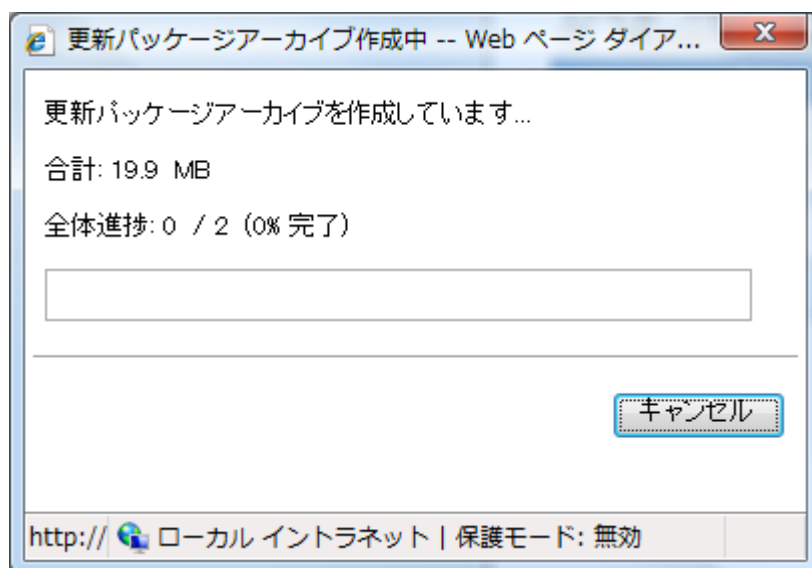 更新パッケージアーカイブ作成中 -- Web ページ ダイア...
更新パッケージアーカイブを作成しています...
合計: 19.9 MB
全体進捗: 0 / 2 (0% 完了)
キャンセル
http:// ローカル イントラネット | 保護モード: 無効